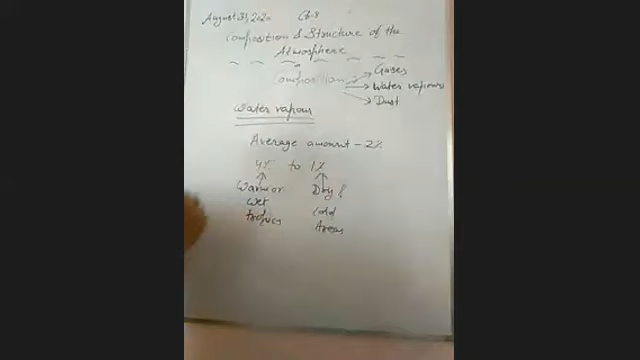 August 31, 2020 Ch-8
Composition & Structure of the
Atmosphere
Composition
Gases
Water vapours
Dust
Water vapour
Average amount - 2%
4% to 1%
Warm or Dry &
wet cold
tropics Areas